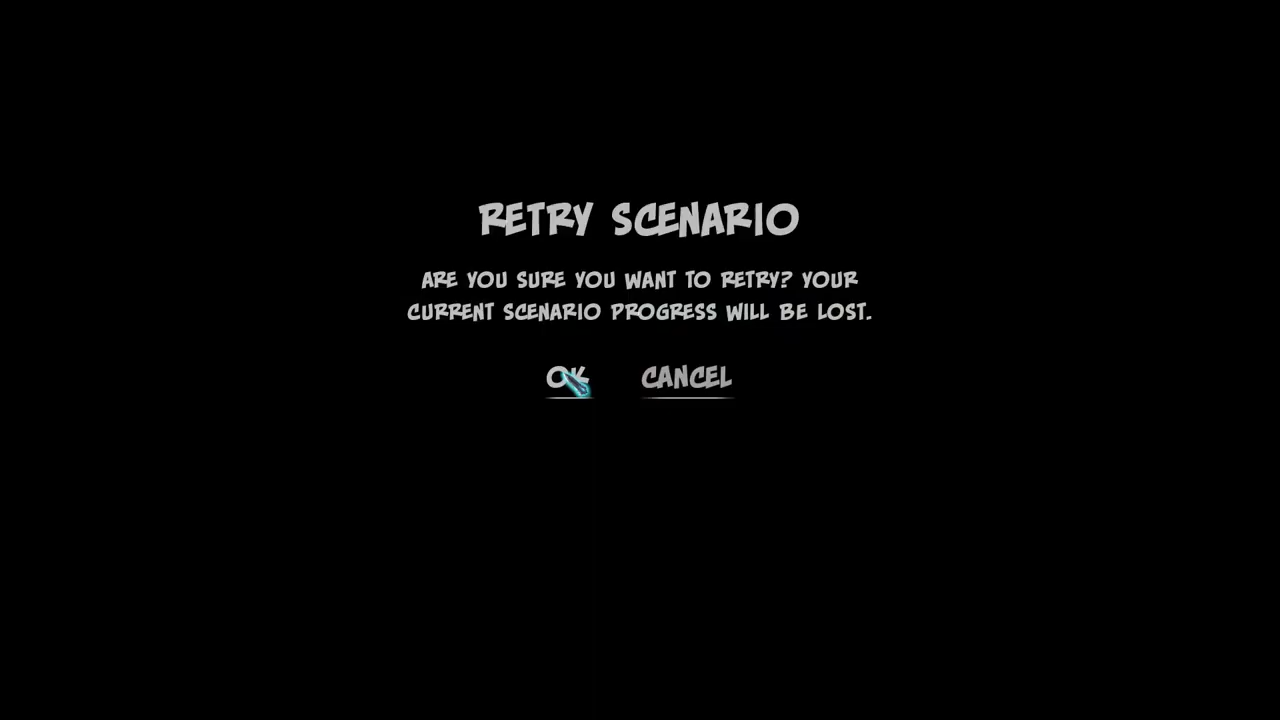 RETRY SCENARIO
ARE YOU SURE YOU WANT TO RETRY? YOUR
CURRENT SCENARIO PROGRESS WILL BE LOST.
OK CANCEL